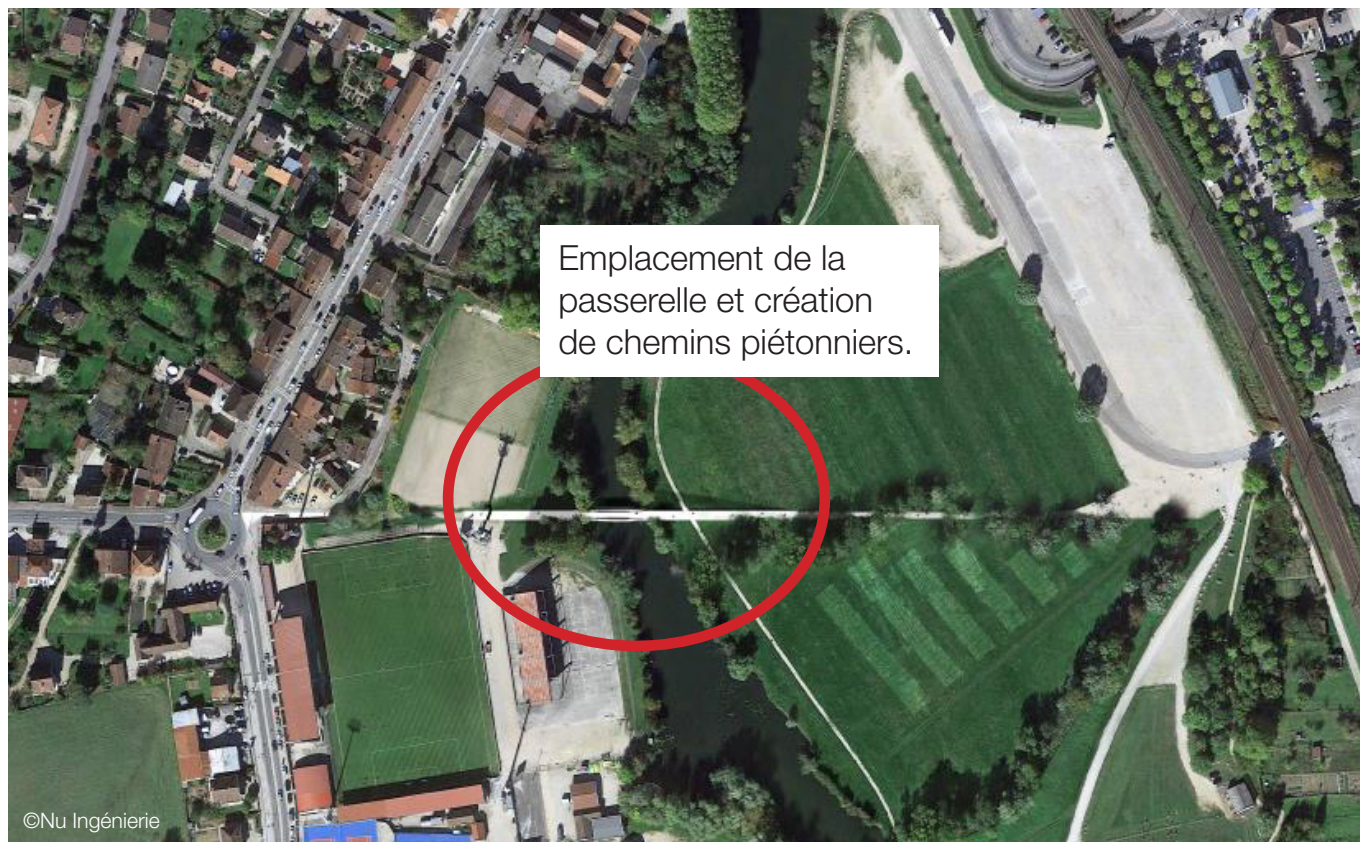 Emplacement de la
passerelle et création
de chemins piétonniers.
©Nu Ingénierie